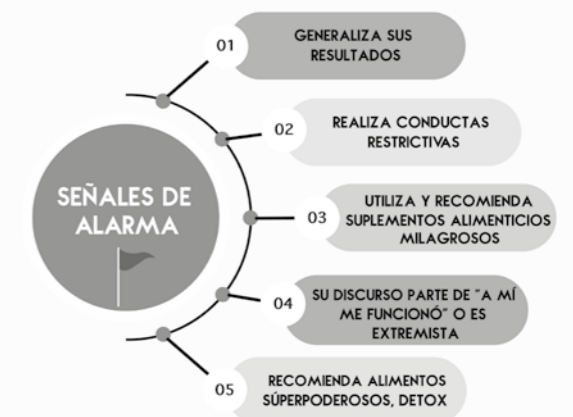 SEÑALES DE
ALARMA
01
GENERALIZA SUS
RESULTADOS
02
REALIZA CONDUCTAS
RESTRICTIVAS
03
UTILIZA Y RECOMIENDA
SUPLEMENTOS ALIMENTICIOS
MILAGROSOS
04
SU DISCURSO PARTE DE "A MÍ
ME FUNCIONÓ" O ES
EXTREMISTA
05
RECOMIENDA ALIMENTOS
SÚPERPODEROSOS, DETOX